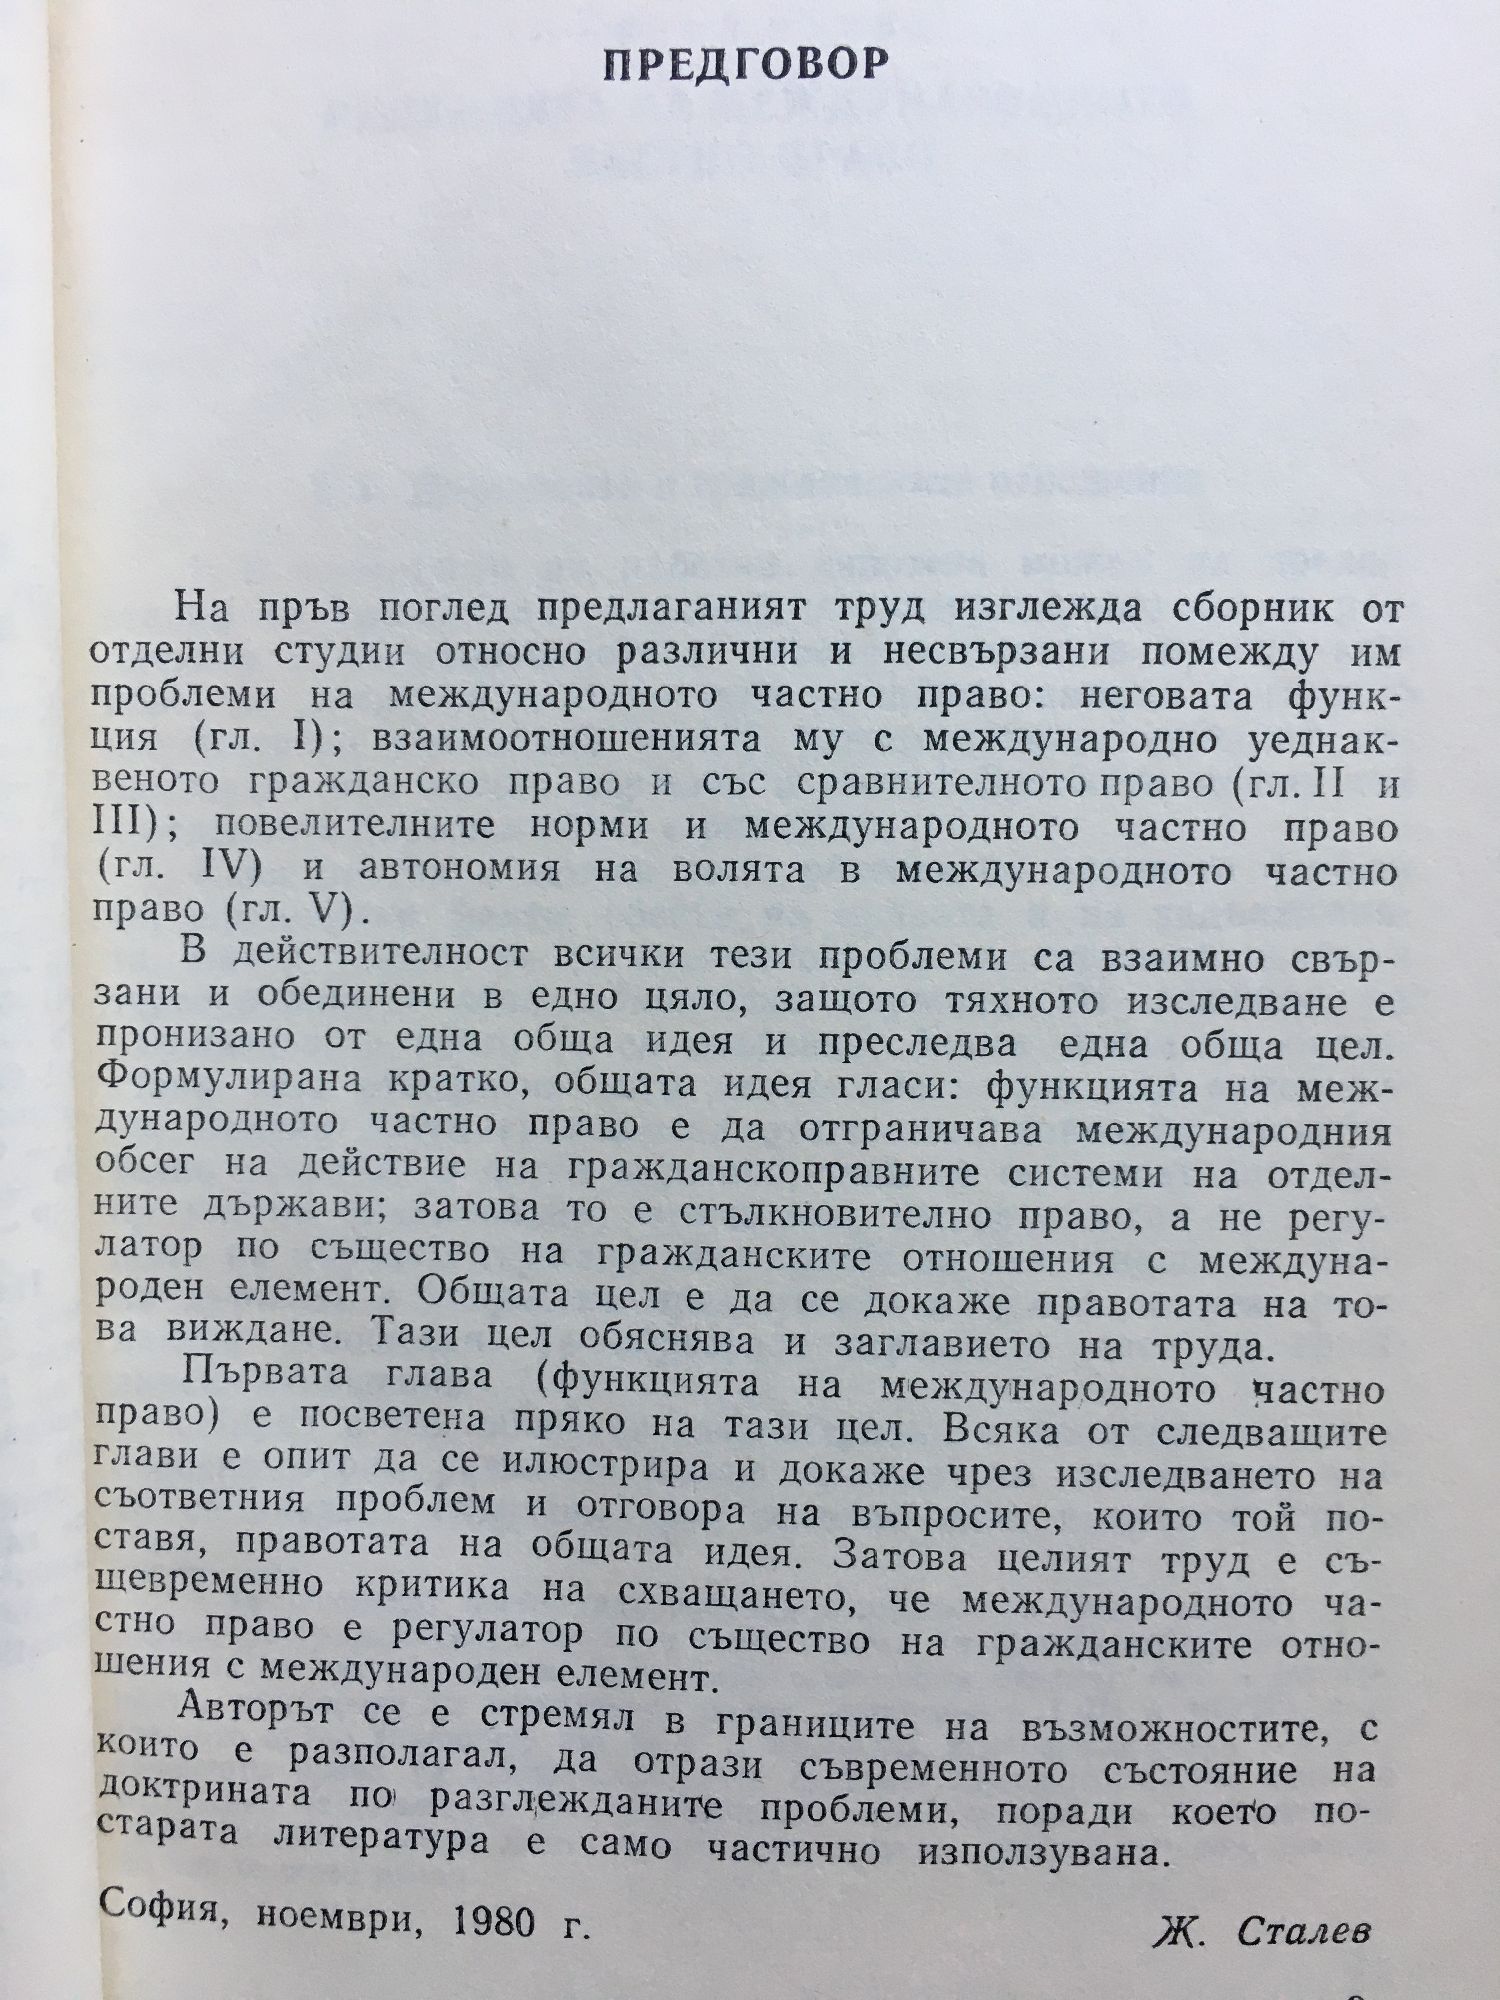 ПРЕДГОВОР
На пръв поглед предлаганият труд изглежда сборник от
отделни студии относно различни и несвързани помежду им
проблеми на международното частно право: неговата функ-
ция (гл. I); взаимоотношенията му с международно уеднак-
веното гражданско право и със сравнителното право (гл. II и
III); повелителните норми и международното частно право
(гл. IV) и автономия на волята в международното частно
право (гл. V).
В действителност всички тези проблеми са взаимно свър-
зани и обединени в едно цяло, защото тяхното изследване е
пронизано от една обща идея и преследва една обща цел.
Формулирана кратко, общата идея гласи: функцията на меж-
дународното частно право е да отграничава международния
обсег на действие на гражданскоправните системи на отдел-
ните държави; затова то е стълкновително право, а не регу-
латор по същество на гражданските отношения с междуна-
роден елемент. Общата цел е да се докаже правотата на то-
ва виждане. Тази цел обяснява и заглавието на труда.
Първата глава (функцията на международното частно
право) е посветена пряко на тази цел. Всяка от следващите
глави е опит да се илюстрира и докаже чрез изследването на
съответния проблем и отговора на въпросите, които той по-
ставя, правотата на общата идея. Затова целият труд е съ-
щевременно критика на схващането, че международното ча-
стно право е регулатор по същество на гражданските отно-
шения с международен елемент.
Авторът се е стремял в границите на възможностите, с
които е разполагал, да отрази съвременното състояние на
доктрината по разглежданите проблеми, поради което по-
старата литература е само частично използувана.
София, ноември, 1980 г.
Ж. Сталев